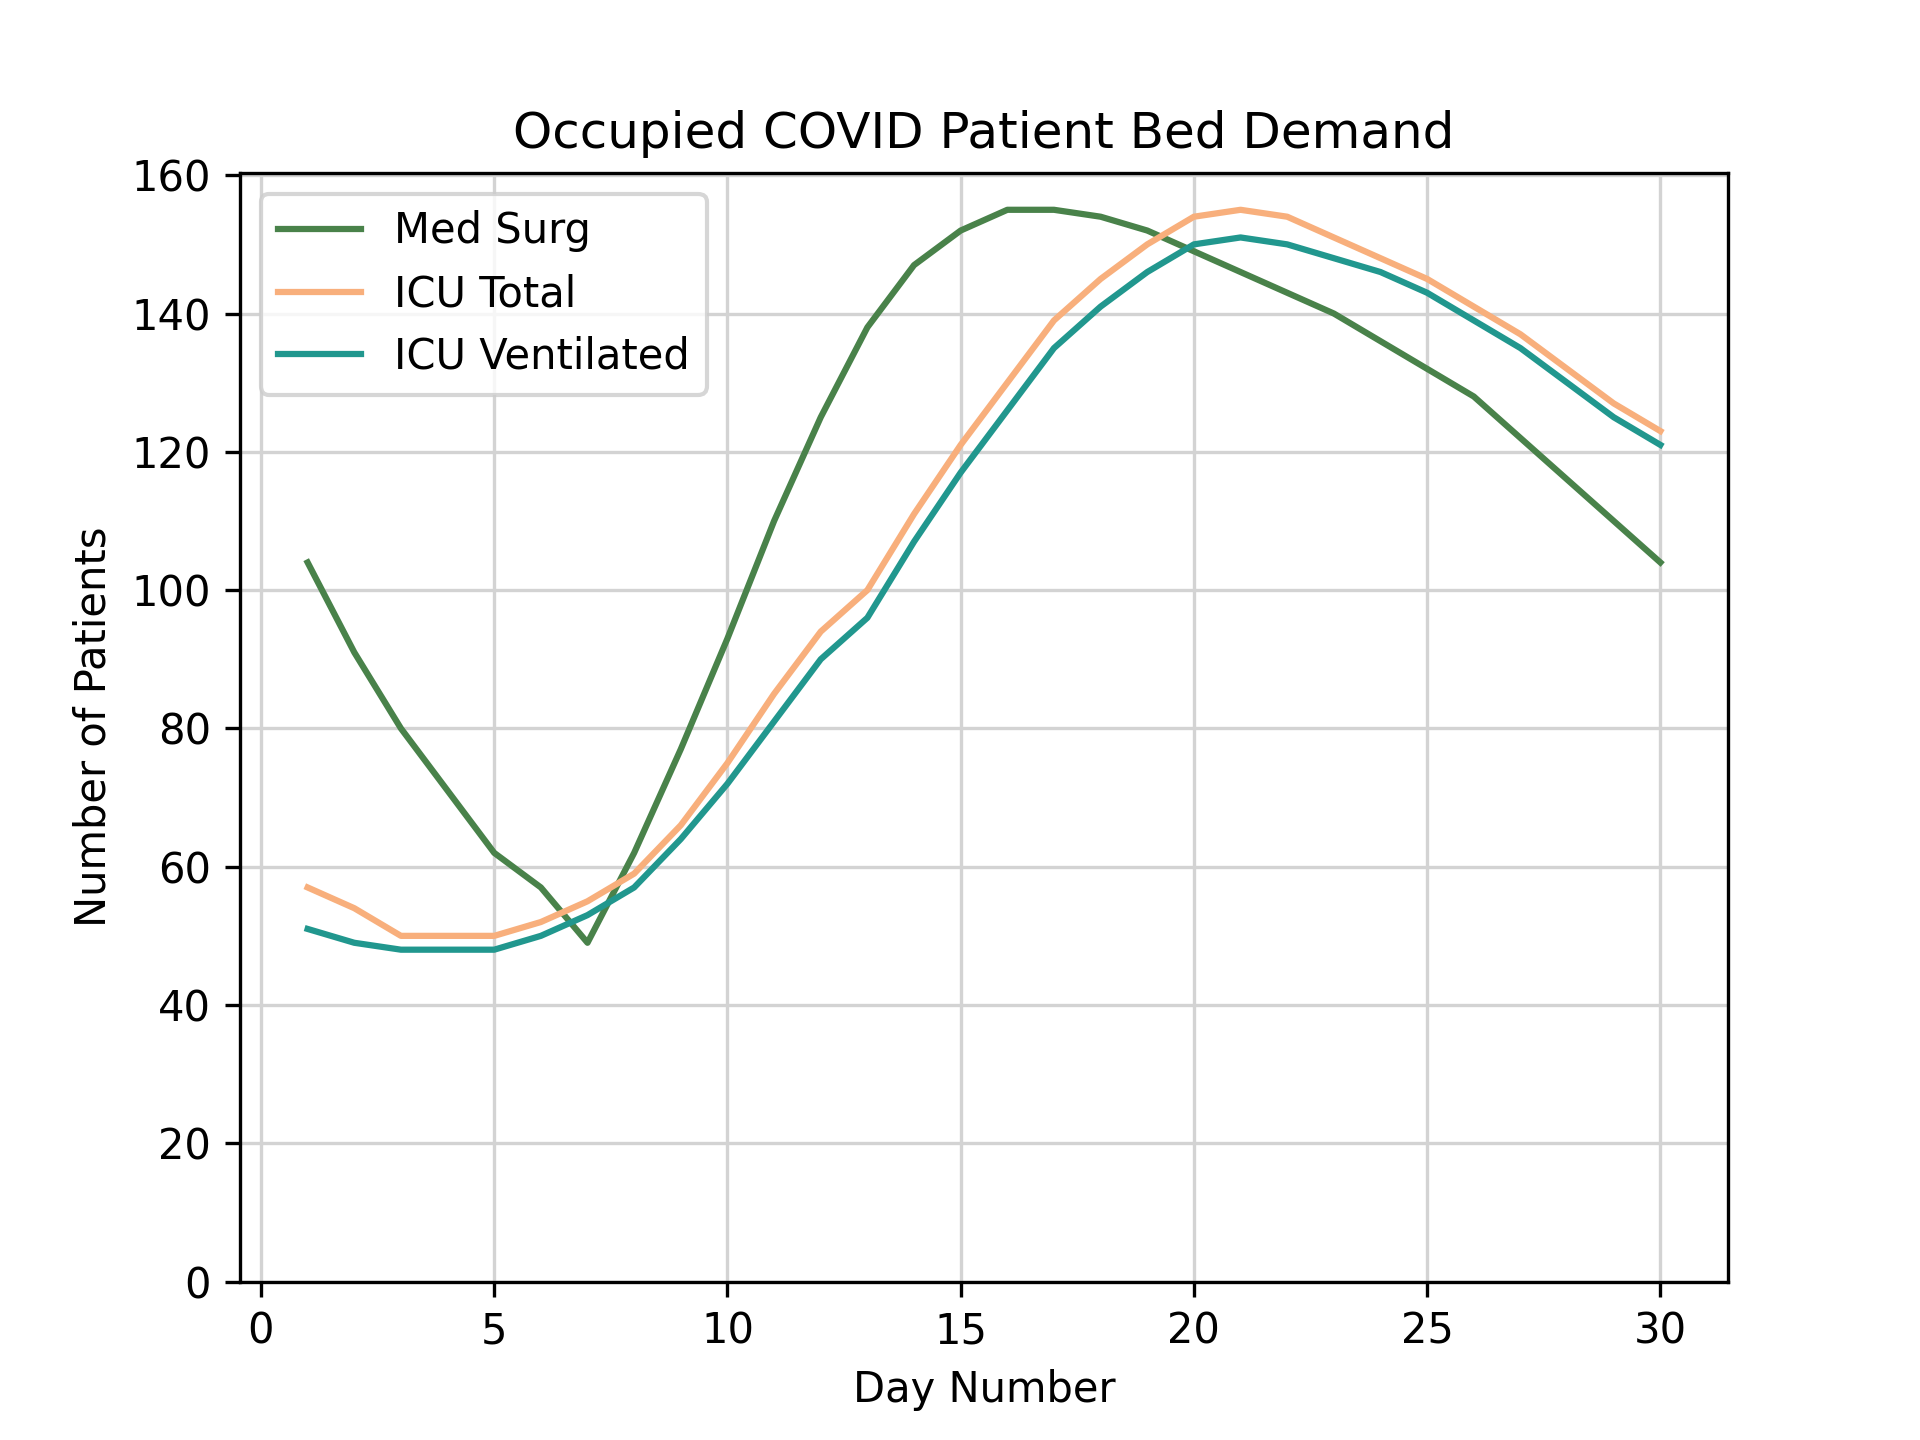 Occupied COVID Patient Bed Demand
160
140
120
100
80
60
40
20
0
Med Surg
ICU Total
ICU Ventilated
Number of Patients
0 5 10 15 20 25 30
Day Number